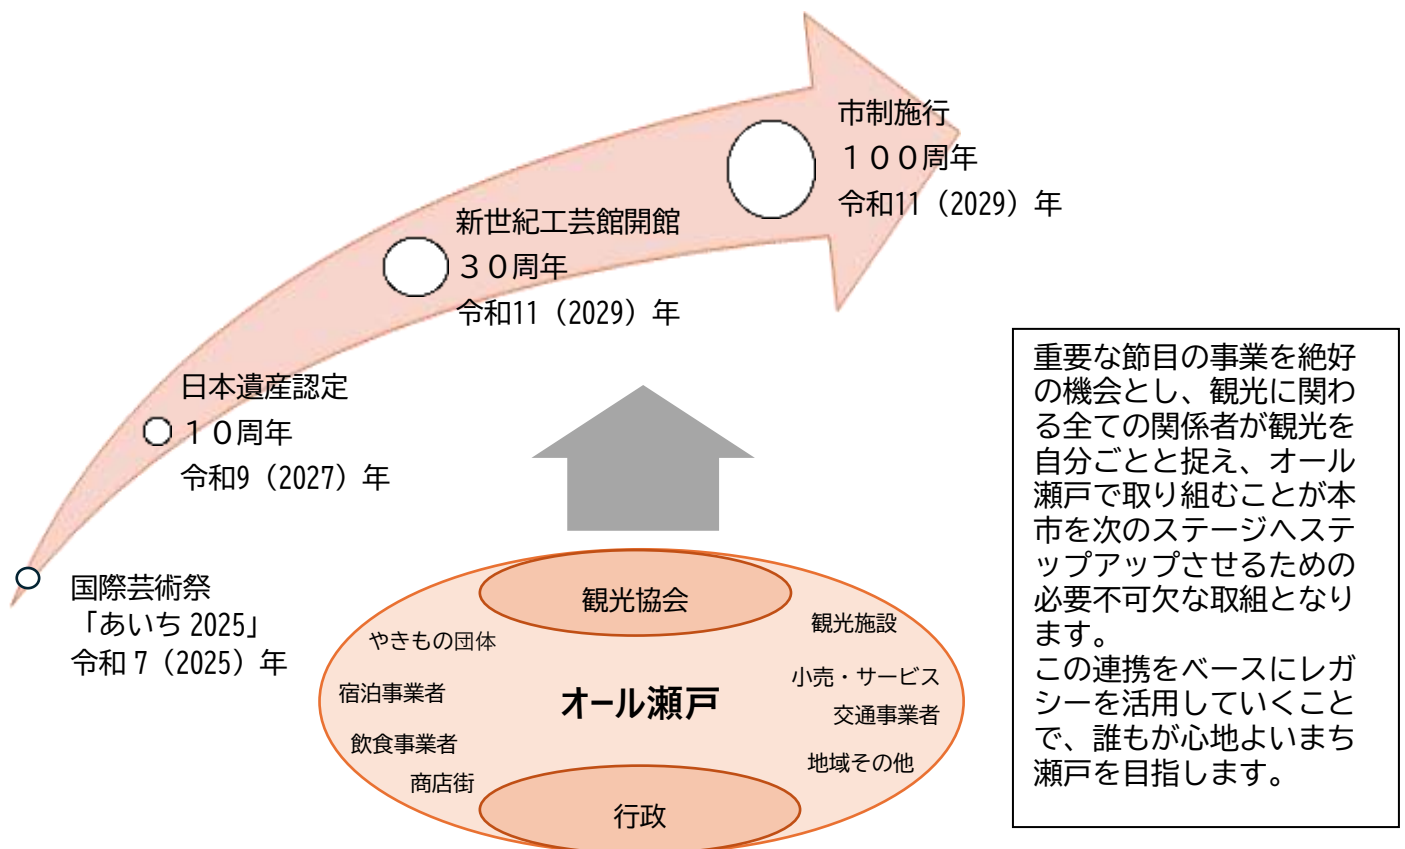 市制施行
１００周年
令和11（2029）年
新世紀工芸館開館
３０周年
令和11（2029）年
日本遺産認定
１０周年
令和9（2027）年
国際芸術祭
「あいち 2025」
令和 7（2025）年
重要な節目の事業を絶好
の機会とし、観光に関わ
る全ての関係者が観光を
自分ごとと捉え、オール
瀬戸で取り組むことが本
市を次のステージへステ
ップアップさせるための
必要不可欠な取組となり
ます。
この連携をベースにレガ
シーを活用していくこと
で、誰もが心地よいまち
瀬戸を目指します。
観光協会
やきもの団体
宿泊事業者
飲食事業者
商店街
オール瀬戸
観光施設
小売・サービス
交通事業者
地域その他
行政